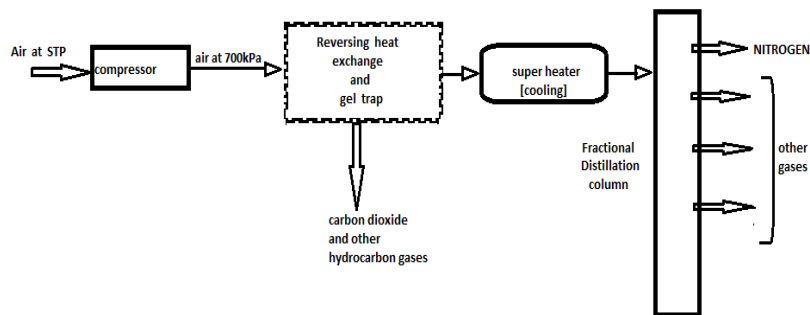 Air at STP
compressor
air at 700kPa
Reversing heat
exchange
and
gel trap
carbon dioxide
and other
hydrocarbon gases
super heater
[cooling]
Fractional
Distillation
column
NITROGEN
other
gases